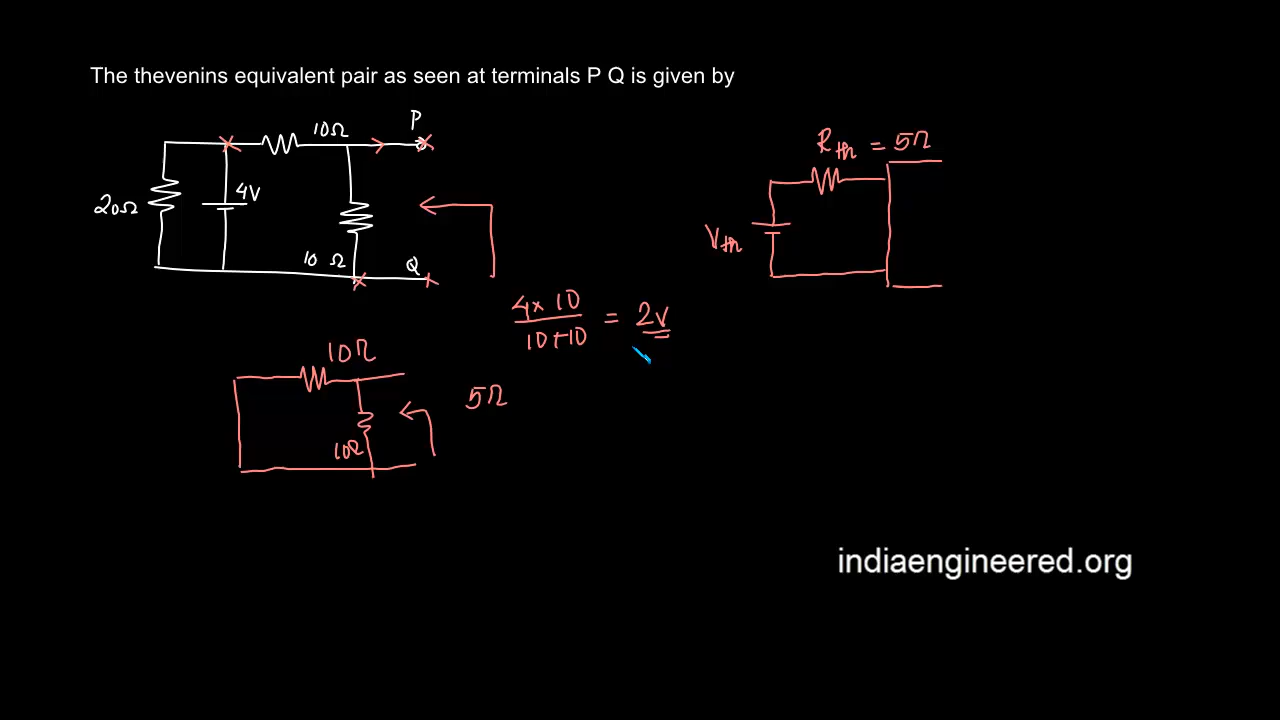 The thevenins equivalent pair as seen at terminals P Q is given by
10Ω
P
20Ω
4V
10 Ω
Q
Rth = 5Ω
Vth
4×10
10+10
= 2v
10Ω
10Ω
5Ω
indiaengineered.org